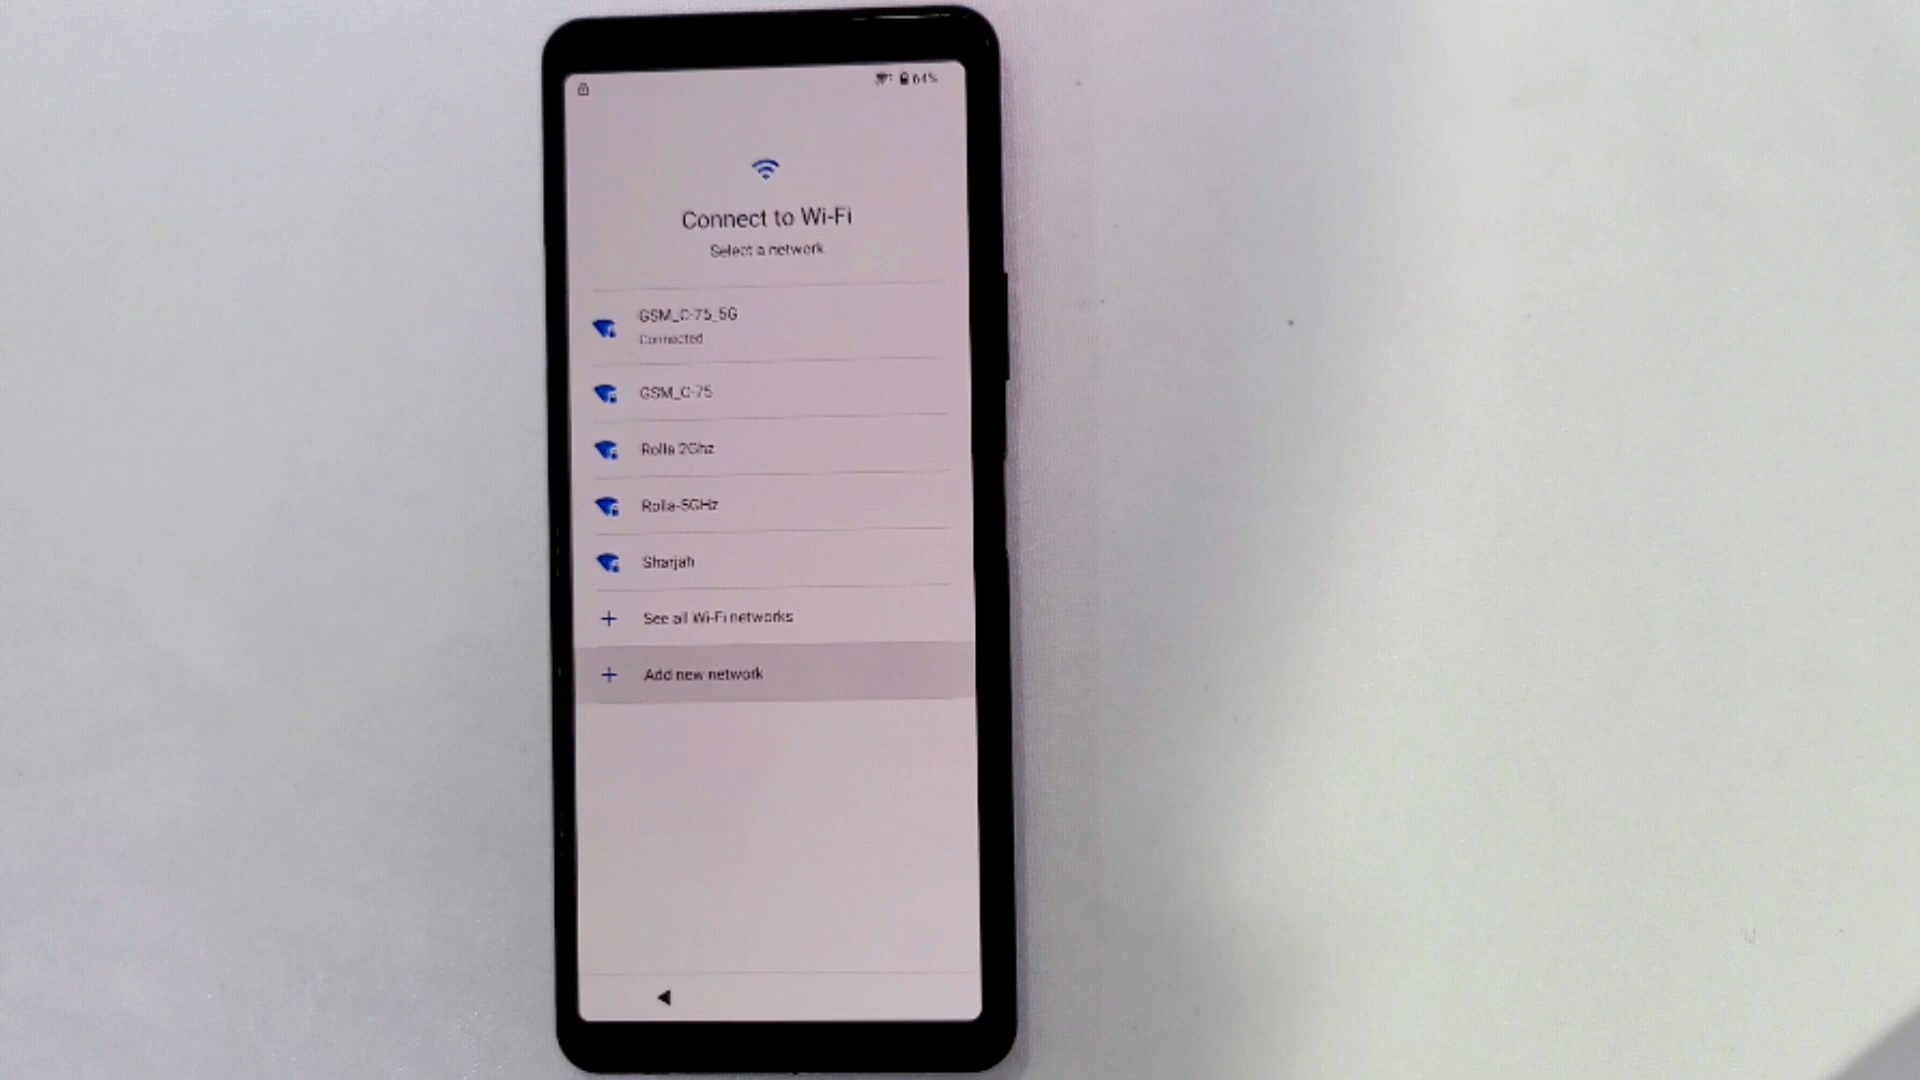 64%
Connect to Wi-Fi
Select a network
GSM_C-75_5G
Connected
GSM_C-75
Rolla 2Ghz
Rolla-5GHz
Sharjah
See all Wi-Fi networks
Add new network